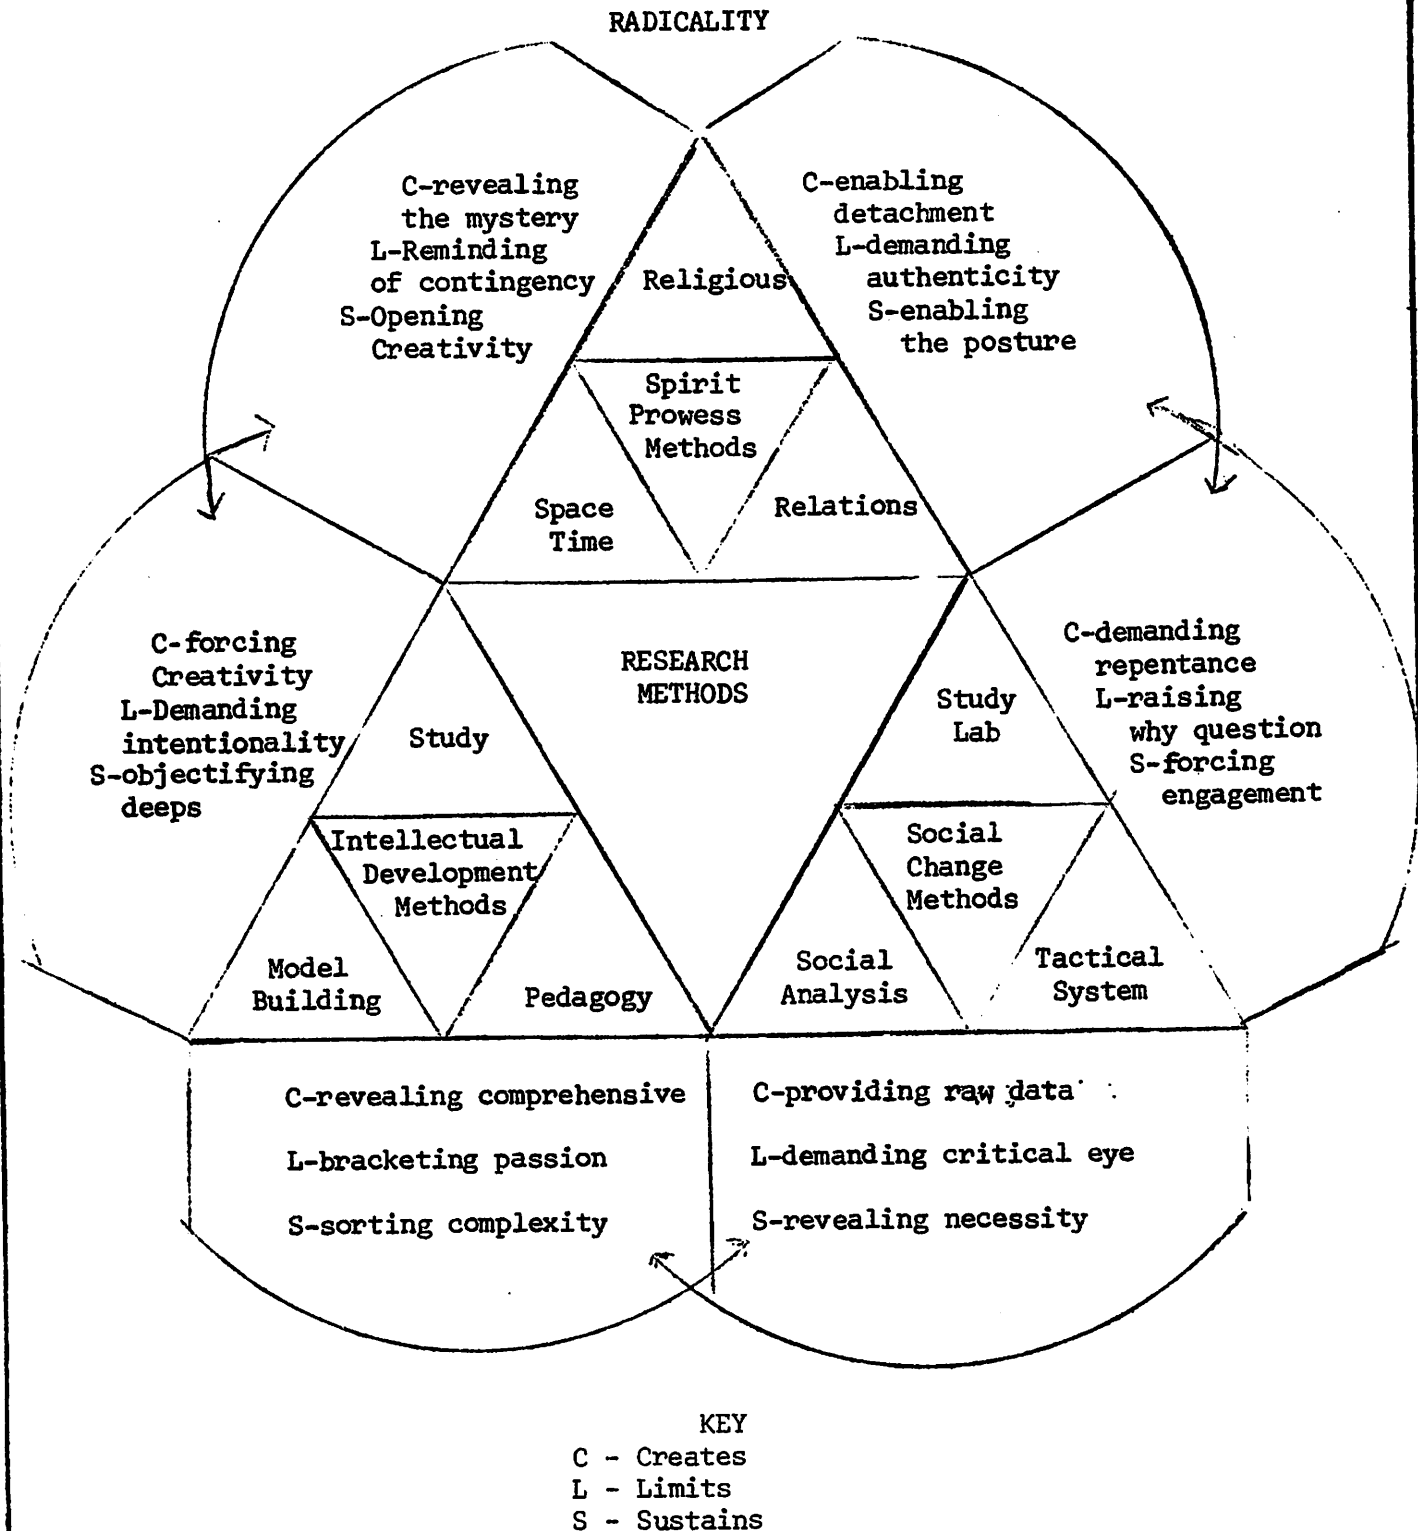 RADICALITY
C-revealing
the mystery
L-Reminding
of contingency
S-Opening
Creativity
C-enabling
detachment
L-demanding
authenticity
S-enabling
the posture
Religious
Spirit
Prowess
Methods
Space
Time
Relations
C-forcing
Creativity
L-Demanding
intentionality
S-objectifying
deeps
RESEARCH
METHODS
C-demanding
repentance
L-raising
why question
S-forcing
engagement
Study
Study
Lab
Intellectual
Development
Methods
Social
Change
Methods
Model
Building
Pedagogy
Social
Analysis
Tactical
System
C-revealing comprehensive
L-bracketing passion
S-sorting complexity
C-providing raw data
L-demanding critical eye
S-revealing necessity
KEY
C - Creates
L - Limits
S - Sustains